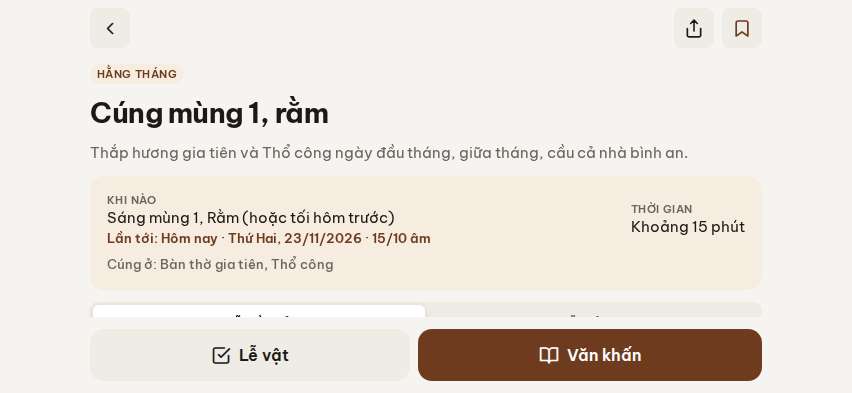 HẰNG THÁNG
Cúng mùng 1, rằm
Thắp hương gia tiên và Thổ công ngày đầu tháng, giữa tháng, cầu cả nhà bình an.
KHI NÀO
Sáng mùng 1, Rằm (hoặc tối hôm trước)
Lần tới: Hôm nay · Thứ Hai, 23/11/2026 · 15/10 âm
Cúng ở: Bàn thờ gia tiên, Thổ công
THỜI GIAN
Khoảng 15 phút
Lễ vật
Văn khấn